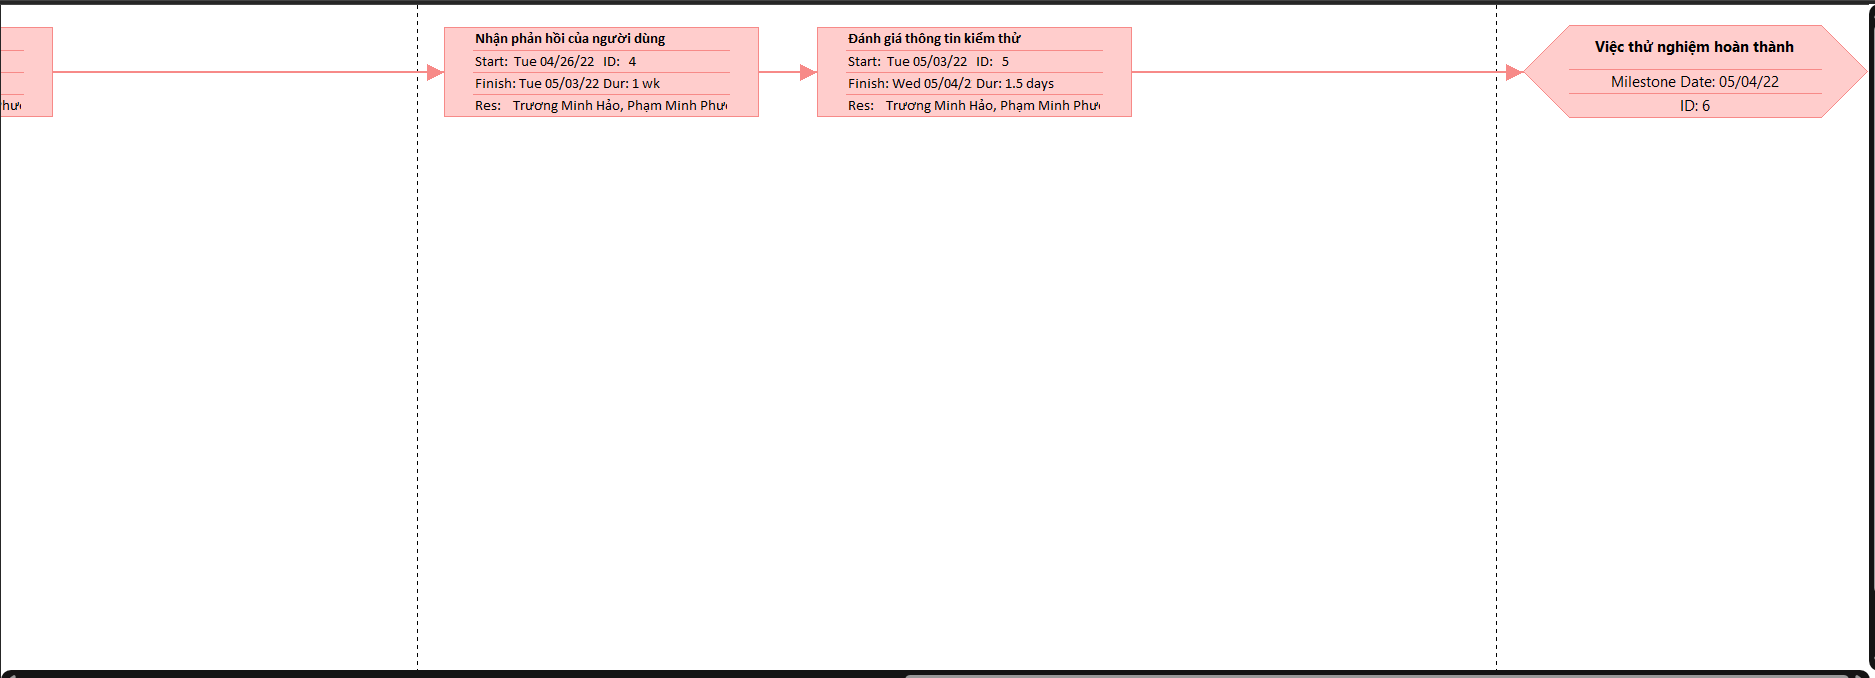 Nhận phản hồi của người dùng
Start: Tue 04/26/22 ID: 4
Finish: Tue 05/03/22 Dur: 1 wk
Res: Trương Minh Hảo, Phạm Minh
Đánh giá thông tin kiểm thử
Start: Tue 05/03/22 ID: 5
Finish: Wed 05/04/2 Dur: 1.5 days
Res: Trương Minh Hảo, Phạm Minh
Việc thử nghiệm hoàn thành
Milestone Date: 05/04/22
ID: 6